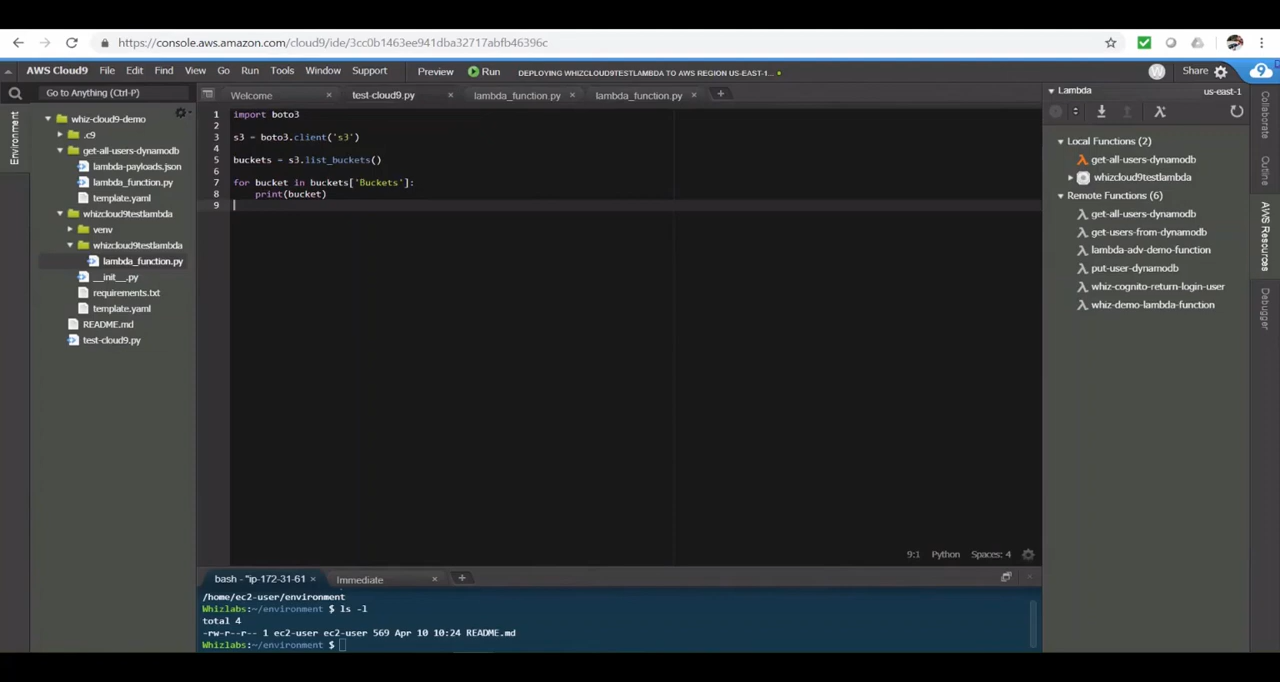 https://console.aws.amazon.com/cloud9/ide/3cc0b1463ee941dba32717abfb46396c
AWS Cloud9 File Edit Find View Go Run Tools Window Support Preview Run DEPLOYING WHIZCLOUD9TESTLAMBDA TO AWS REGION US-EAST-1... W Share 9
Go to Anything (Ctrl-P)
Welcome test-cloud9.py lambda_function.py lambda_function.py
Environment
whiz-cloud9-demo
.c9
get-all-users-dynamodb
lambda-payloads.json
lambda_function.py
template.yaml
whizcloud9testlambda
venv
whizcloud9testlambda
lambda_function.py
__init__.py
requirements.txt
template.yaml
README.md
test-cloud9.py
1 import boto3
2
3 s3 = boto3.client('s3')
4
5 buckets = s3.list_buckets()
6
7 for bucket in buckets['Buckets']:
8 print(bucket)
9
9:1 Python Spaces: 4
Lambda us-east-1
Local Functions (2)
get-all-users-dynamodb
whizcloud9testlambda
Remote Functions (6)
get-all-users-dynamodb
get-users-from-dynamodb
lambda-adv-demo-function
put-user-dynamodb
whiz-cognito-return-login-user
whiz-demo-lambda-function
Collaborate
Outline
AWS Resources
Debugger
bash - "ip-172-31-61 Immediate
/home/ec2-user/environment
Whizlabs:~/environment $ ls -l
total 4
-rw-r--r-- 1 ec2-user ec2-user 569 Apr 10 10:24 README.md
Whizlabs:~/environment $